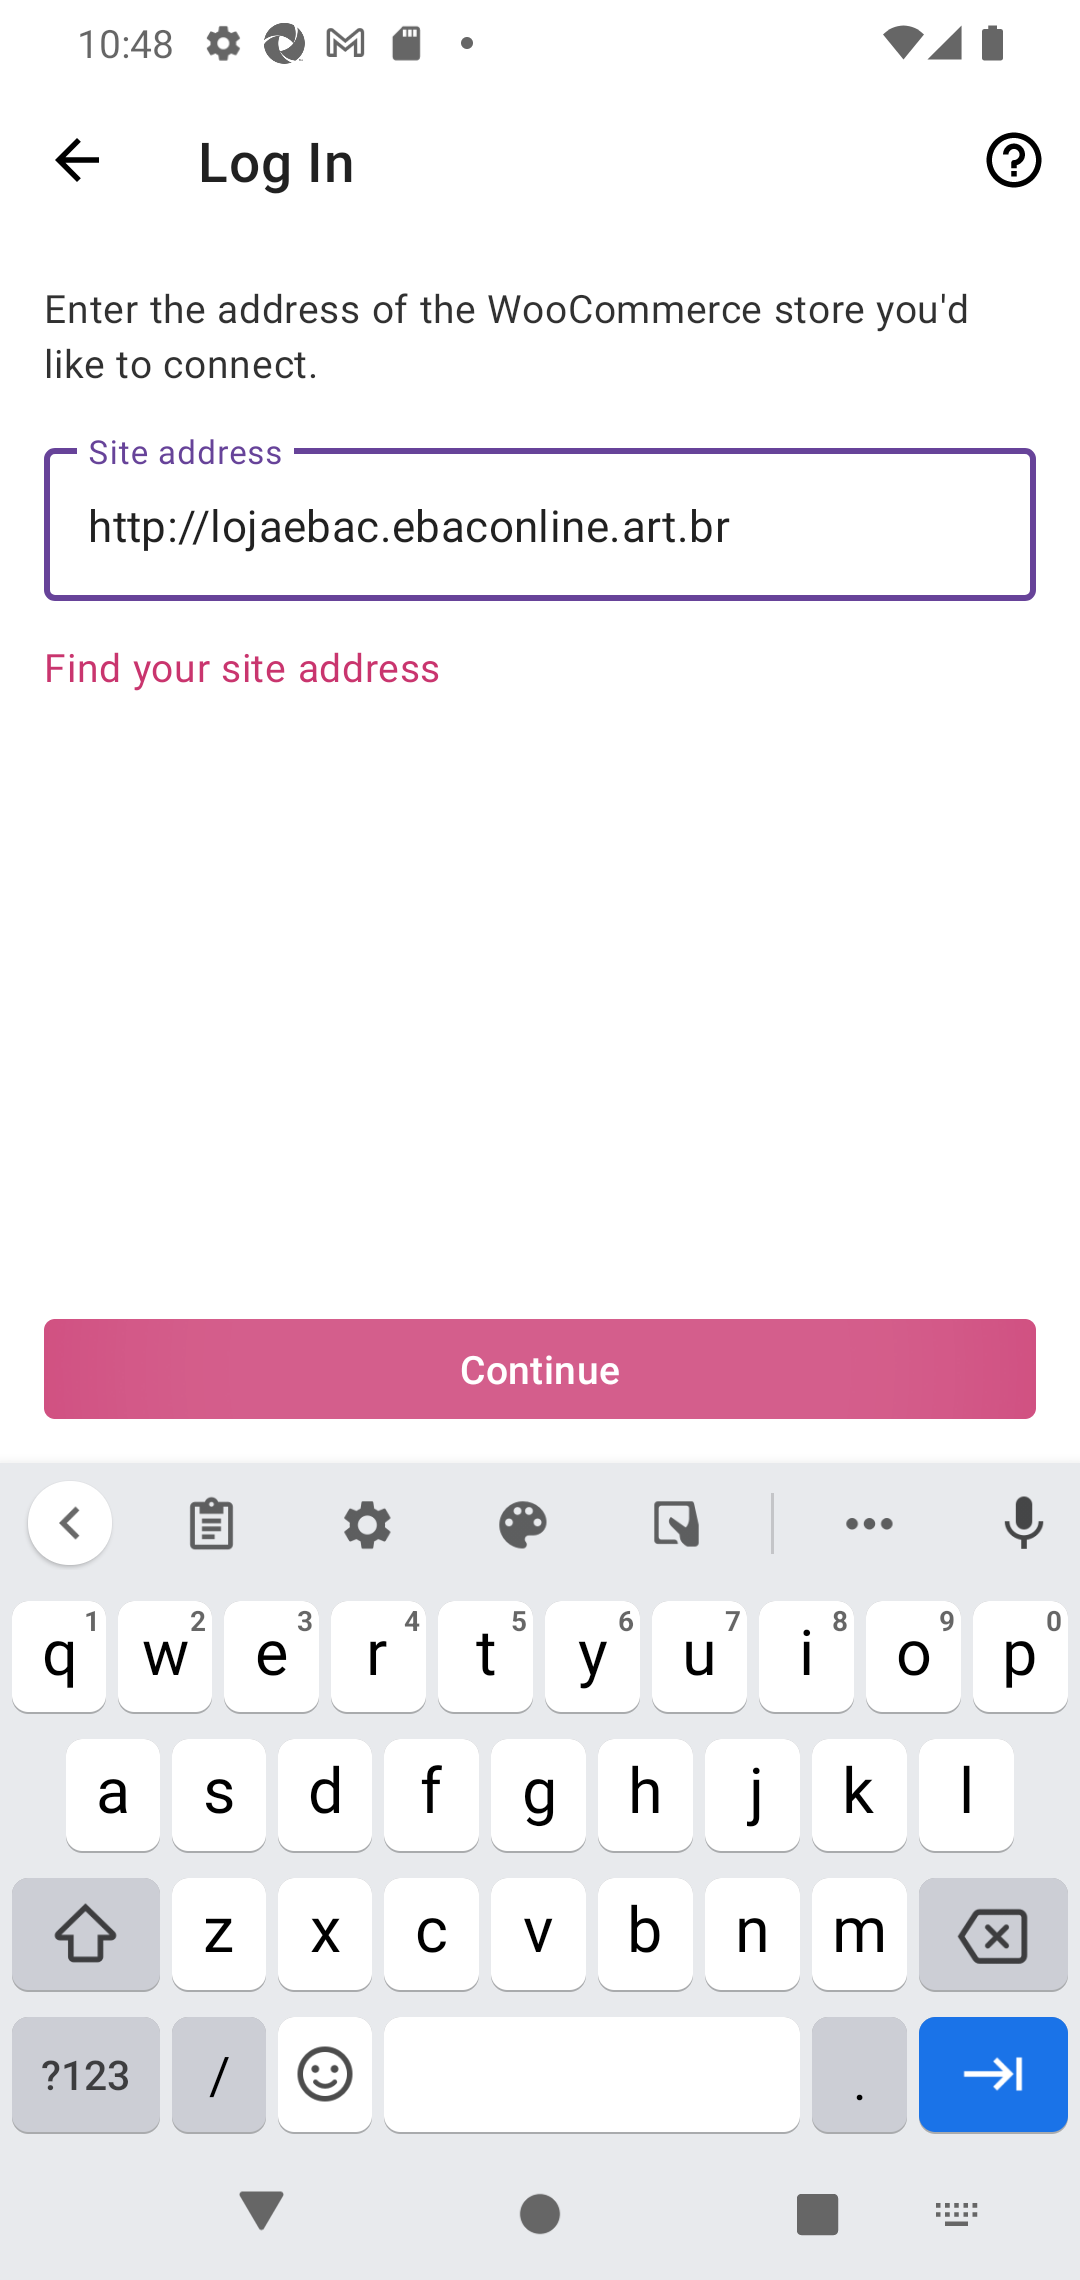 10:48
Log In
Enter the address of the WooCommerce store you'd
like to connect.
Site address
http://lojaebac.ebaconline.art.br
Find your site address
Continue
q 1 w 2 e 3 r 4 t 5 y 6 u 7 i 8 o 9 p 0
a s d f g h j k l
z x c v b n m
?123 / .